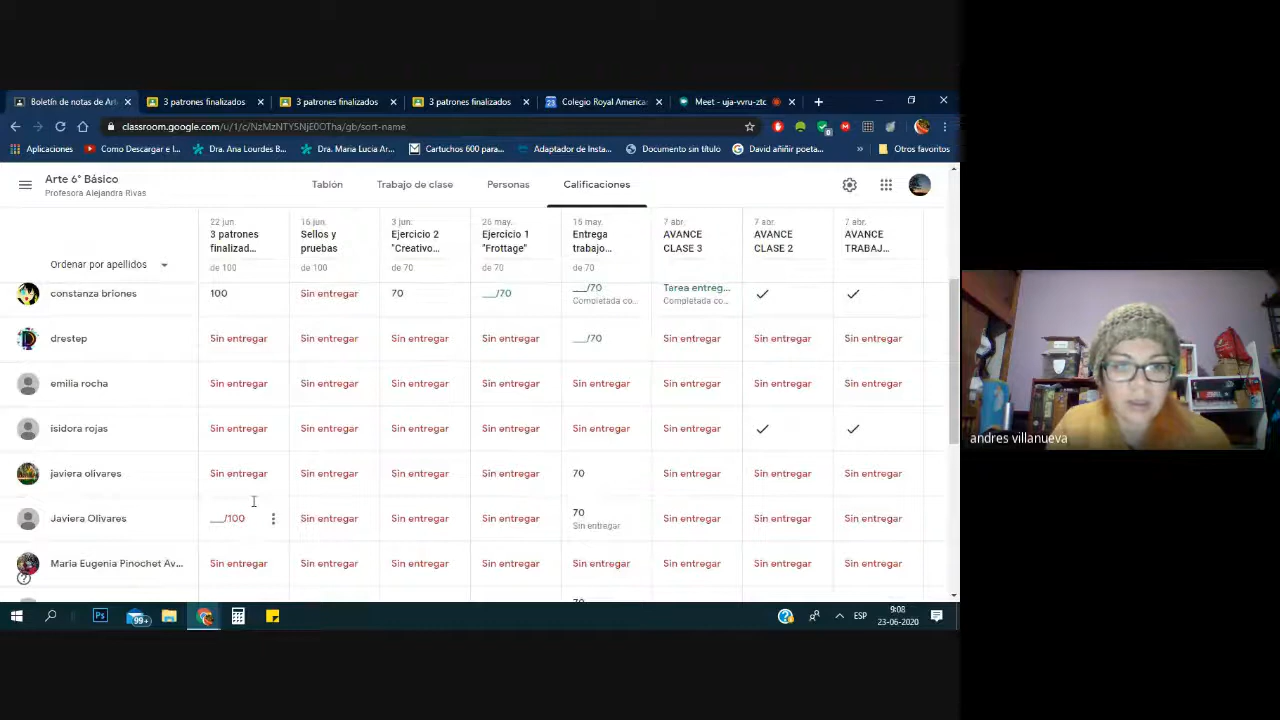 Boletín de notas de Art
3 patrones finalizados
3 patrones finalizados
3 patrones finalizados
Colegio Royal America
Meet - uja-vvru-ztc
classroom.google.com/u/1/c/NzMzNTY5NjE0OTha/gb/sort-name
Aplicaciones
Como Descargar e I...
Dra. Ana Lourdes B...
Dra. Maria Lucia Ar...
Cartuchos 600 para...
Adaptador de Insta...
Documento sin título
David añiñir poeta...
»
Otros favoritos
Arte 6° Básico
Profesora Alejandra Rivas
Tablón
Trabajo de clase
Personas
Calificaciones
Ordenar por apellidos
22 jun.
3 patrones
finalizad...
de 100
15 jun.
Sellos y
pruebas
de 100
3 jun.
Ejercicio 2
"Creativo...
de 70
26 may.
Ejercicio 1
"Frottage"
de 70
15 may.
Entrega
trabajo...
de 70
7 abr.
AVANCE
CLASE 3
7 abr.
AVANCE
CLASE 2
7 abr.
AVANCE
TRABAJ...
constanza briones 100 Sin entregar 70 ___/70 ___/70 Tarea entreg...
Completada co... Completada co...
drestep Sin entregar Sin entregar Sin entregar Sin entregar ___/70 Sin entregar Sin entregar Sin entregar
emilia rocha Sin entregar Sin entregar Sin entregar Sin entregar Sin entregar Sin entregar Sin entregar Sin entregar
isidora rojas Sin entregar Sin entregar Sin entregar Sin entregar Sin entregar Sin entregar
javiera olivares Sin entregar Sin entregar Sin entregar Sin entregar 70 Sin entregar Sin entregar Sin entregar
Javiera Olivares ___/100 Sin entregar Sin entregar Sin entregar 70 Sin entregar Sin entregar Sin entregar
Sin entregar
Maria Eugenia Pinochet Av... Sin entregar Sin entregar Sin entregar Sin entregar Sin entregar Sin entregar Sin entregar Sin entregar
99+
ESP
9:08
23-06-2020
andres villanueva